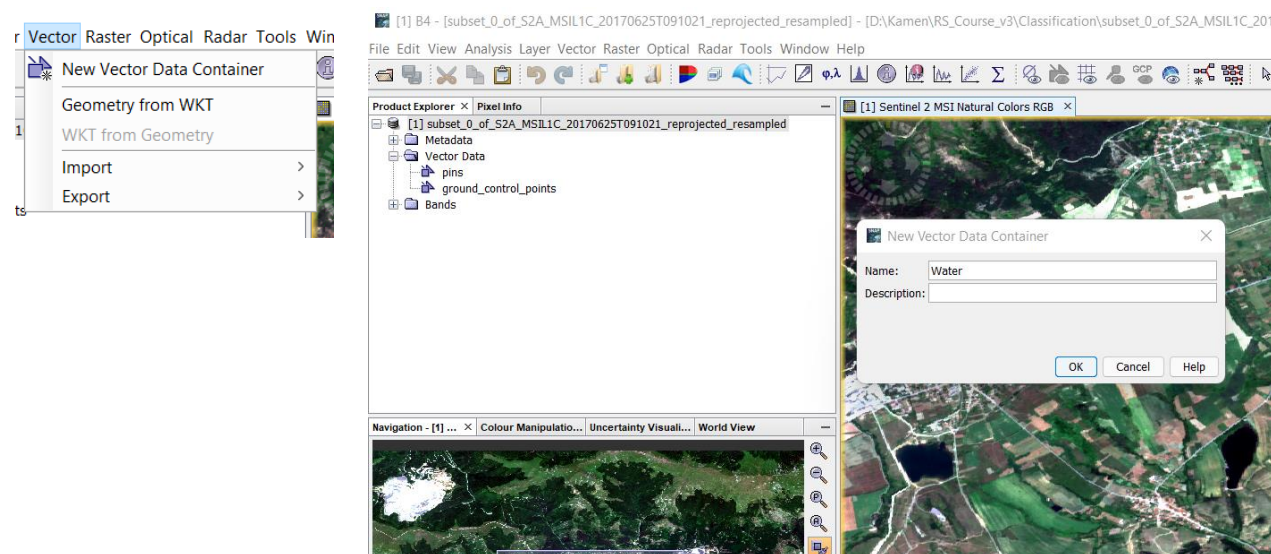 r Vector Raster Optical Radar Tools Win
New Vector Data Container
Geometry from WKT
WKT from Geometry
Import
Export
1
ts
[1] B4 - [subset_0_of_S2A_MSIL1C_20170625T091021_reprojected_resampled] - [D:\Kamen\RS_Course_v3\Classification\subset_0_of_S2A_MSIL1C_201
File Edit View Analysis Layer Vector Raster Optical Radar Tools Window Help
φ,λ Σ GCP
Product Explorer × Pixel Info
[1] subset_0_of_S2A_MSIL1C_20170625T091021_reprojected_resampled
Metadata
Vector Data
pins
ground_control_points
Bands
[1] Sentinel 2 MSI Natural Colors RGB ×
New Vector Data Container
Name: Water
Description:
OK Cancel Help
Navigation - [1] ... × Colour Manipulatio... Uncertainty Visuali... World View